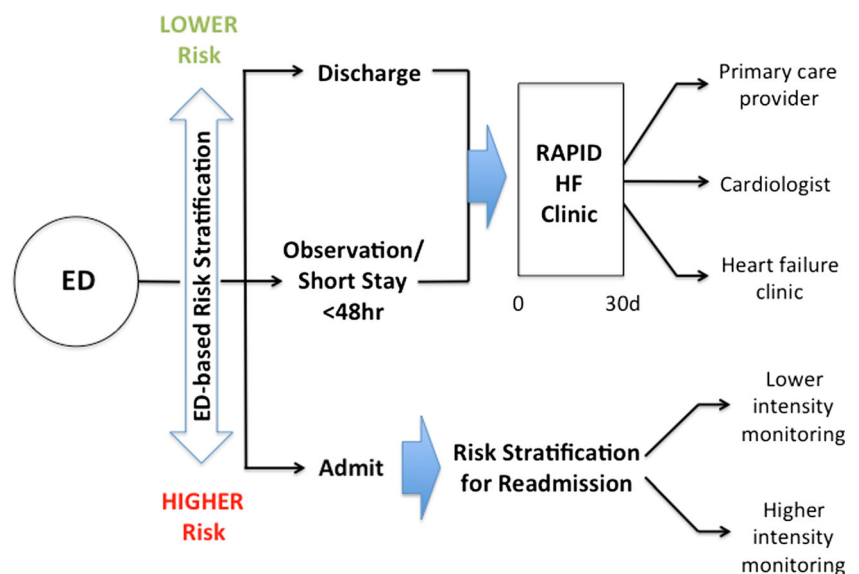 LOWER
Risk
ED
ED-based Risk Stratification
HIGHER
Risk
Discharge
Observation/
Short Stay
<48hr
Admit
RAPID
HF
Clinic
0
30d
Primary care
provider
Cardiologist
Heart failure
clinic
Risk Stratification
for Readmission
Lower
intensity
monitoring
Higher
intensity
monitoring